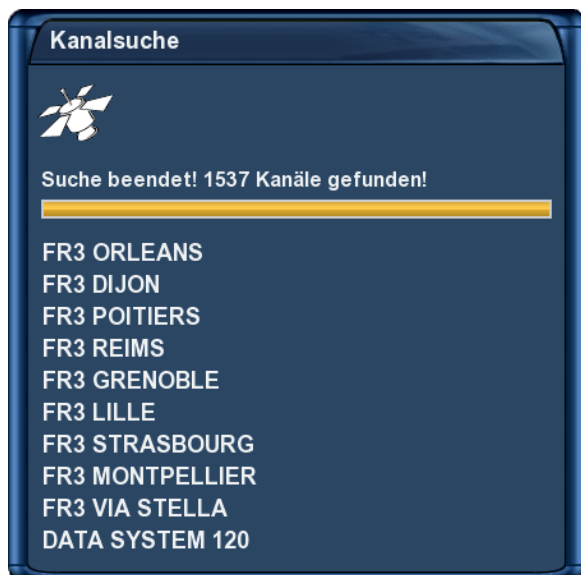 Kanalsuche
Suche beendet! 1537 Kanäle gefunden!
FR3 ORLEANS
FR3 DIJON
FR3 POITIERS
FR3 REIMS
FR3 GRENOBLE
FR3 LILLE
FR3 STRASBOURG
FR3 MONTPELLIER
FR3 VIA STELLA
DATA SYSTEM 120